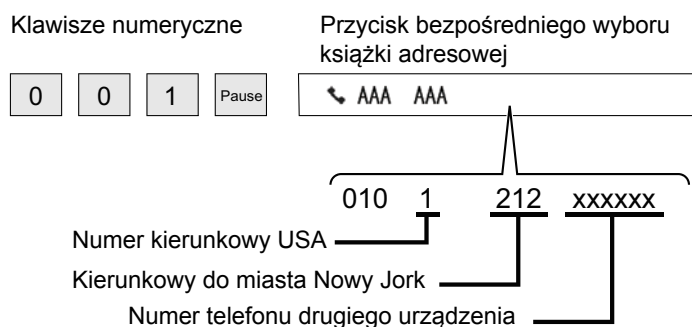 Klawisze numeryczne
Przycisk bezpośredniego wyboru
książki adresowej
0 0 1 Pause
AAA AAA
010 1 212 xxxxxx
Numer kierunkowy USA
Kierunkowy do miasta Nowy Jork
Numer telefonu drugiego urządzenia